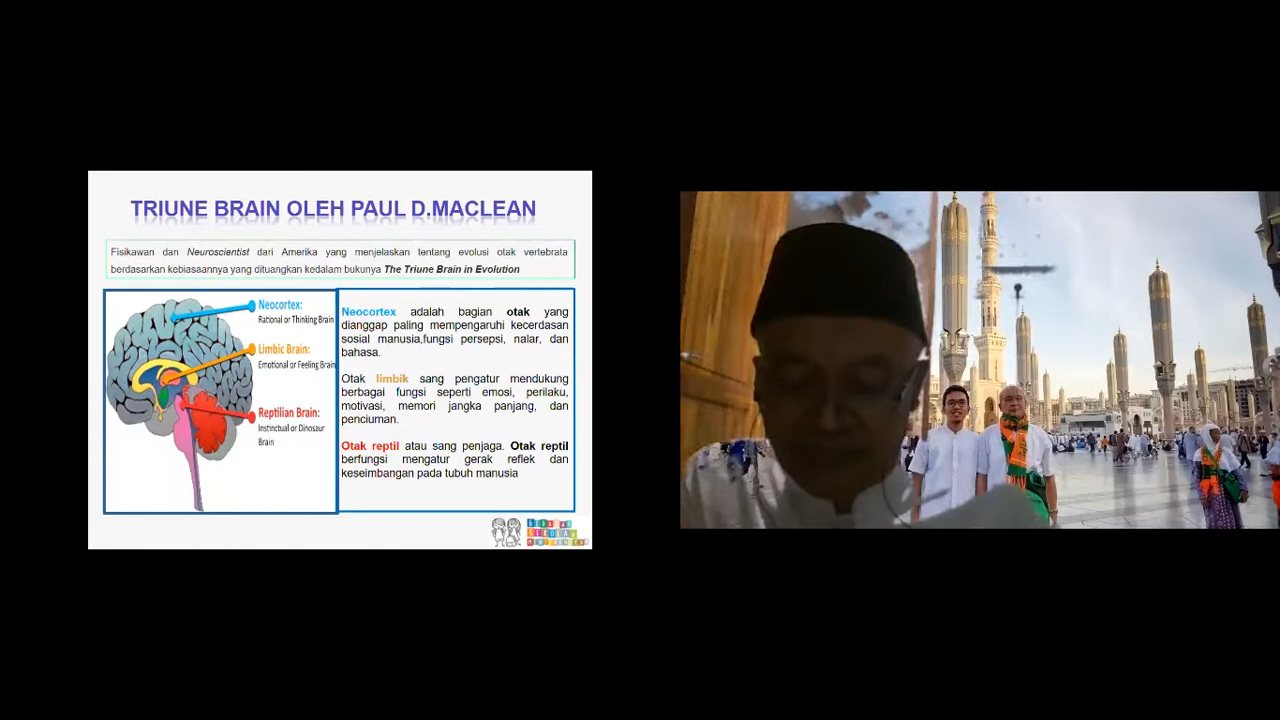 TRIUNE BRAIN OLEH PAUL D.MACLEAN
Fisikawan dan Neuroscientist dari Amerika yang menjelaskan tentang evolusi otak vertebrata
berdasarkan kebiasaannya yang dituangkan kedalam bukunya The Triune Brain in Evolution
Neocortex:
Rational or Thinking Brain
Limbic Brain:
Emotional or Feeling Brain
Reptilian Brain:
Instinctual or Dinosaur
Brain
Neocortex adalah bagian otak yang
dianggap paling mempengaruhi kecerdasan
sosial manusia,fungsi persepsi, nalar, dan
bahasa.
Otak limbik sang pengatur mendukung
berbagai fungsi seperti emosi, perilaku,
motivasi, memori jangka panjang, dan
penciuman.
Otak reptil atau sang penjaga. Otak reptil
berfungsi mengatur gerak reflek dan
keseimbangan pada tubuh manusia